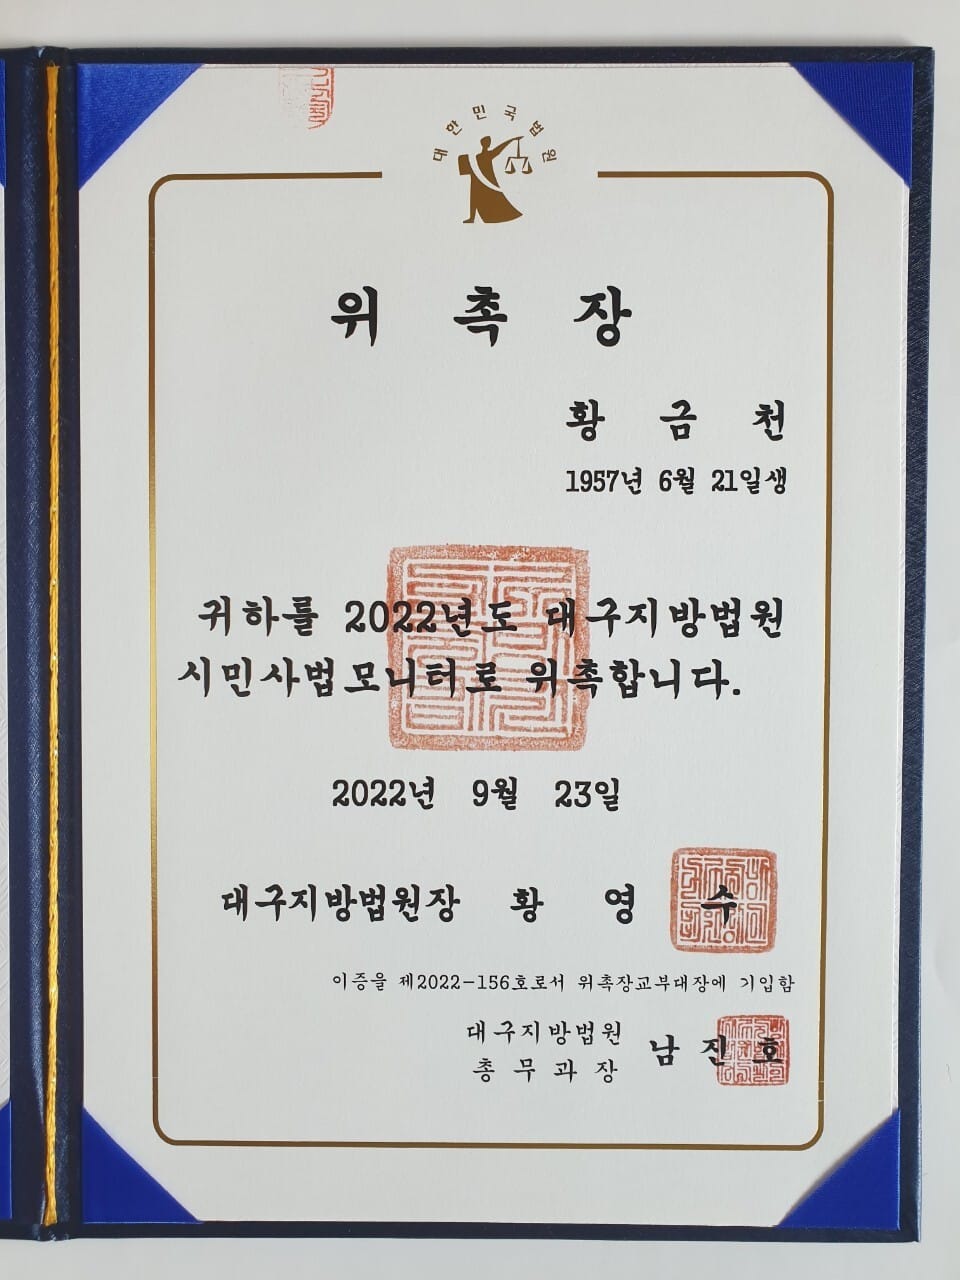 대한민국법원
위 촉 장
황 금 천
1957년 6월 21일생
귀하를 2022년도 대구지방법원
시민사법모니터로 위촉합니다.
2022년 9월 23일
대구지방법원장 황 영 수
이증을 제2022-156호로서 위촉장교부대장에 기입함
대구지방법원
총무과장 남진호